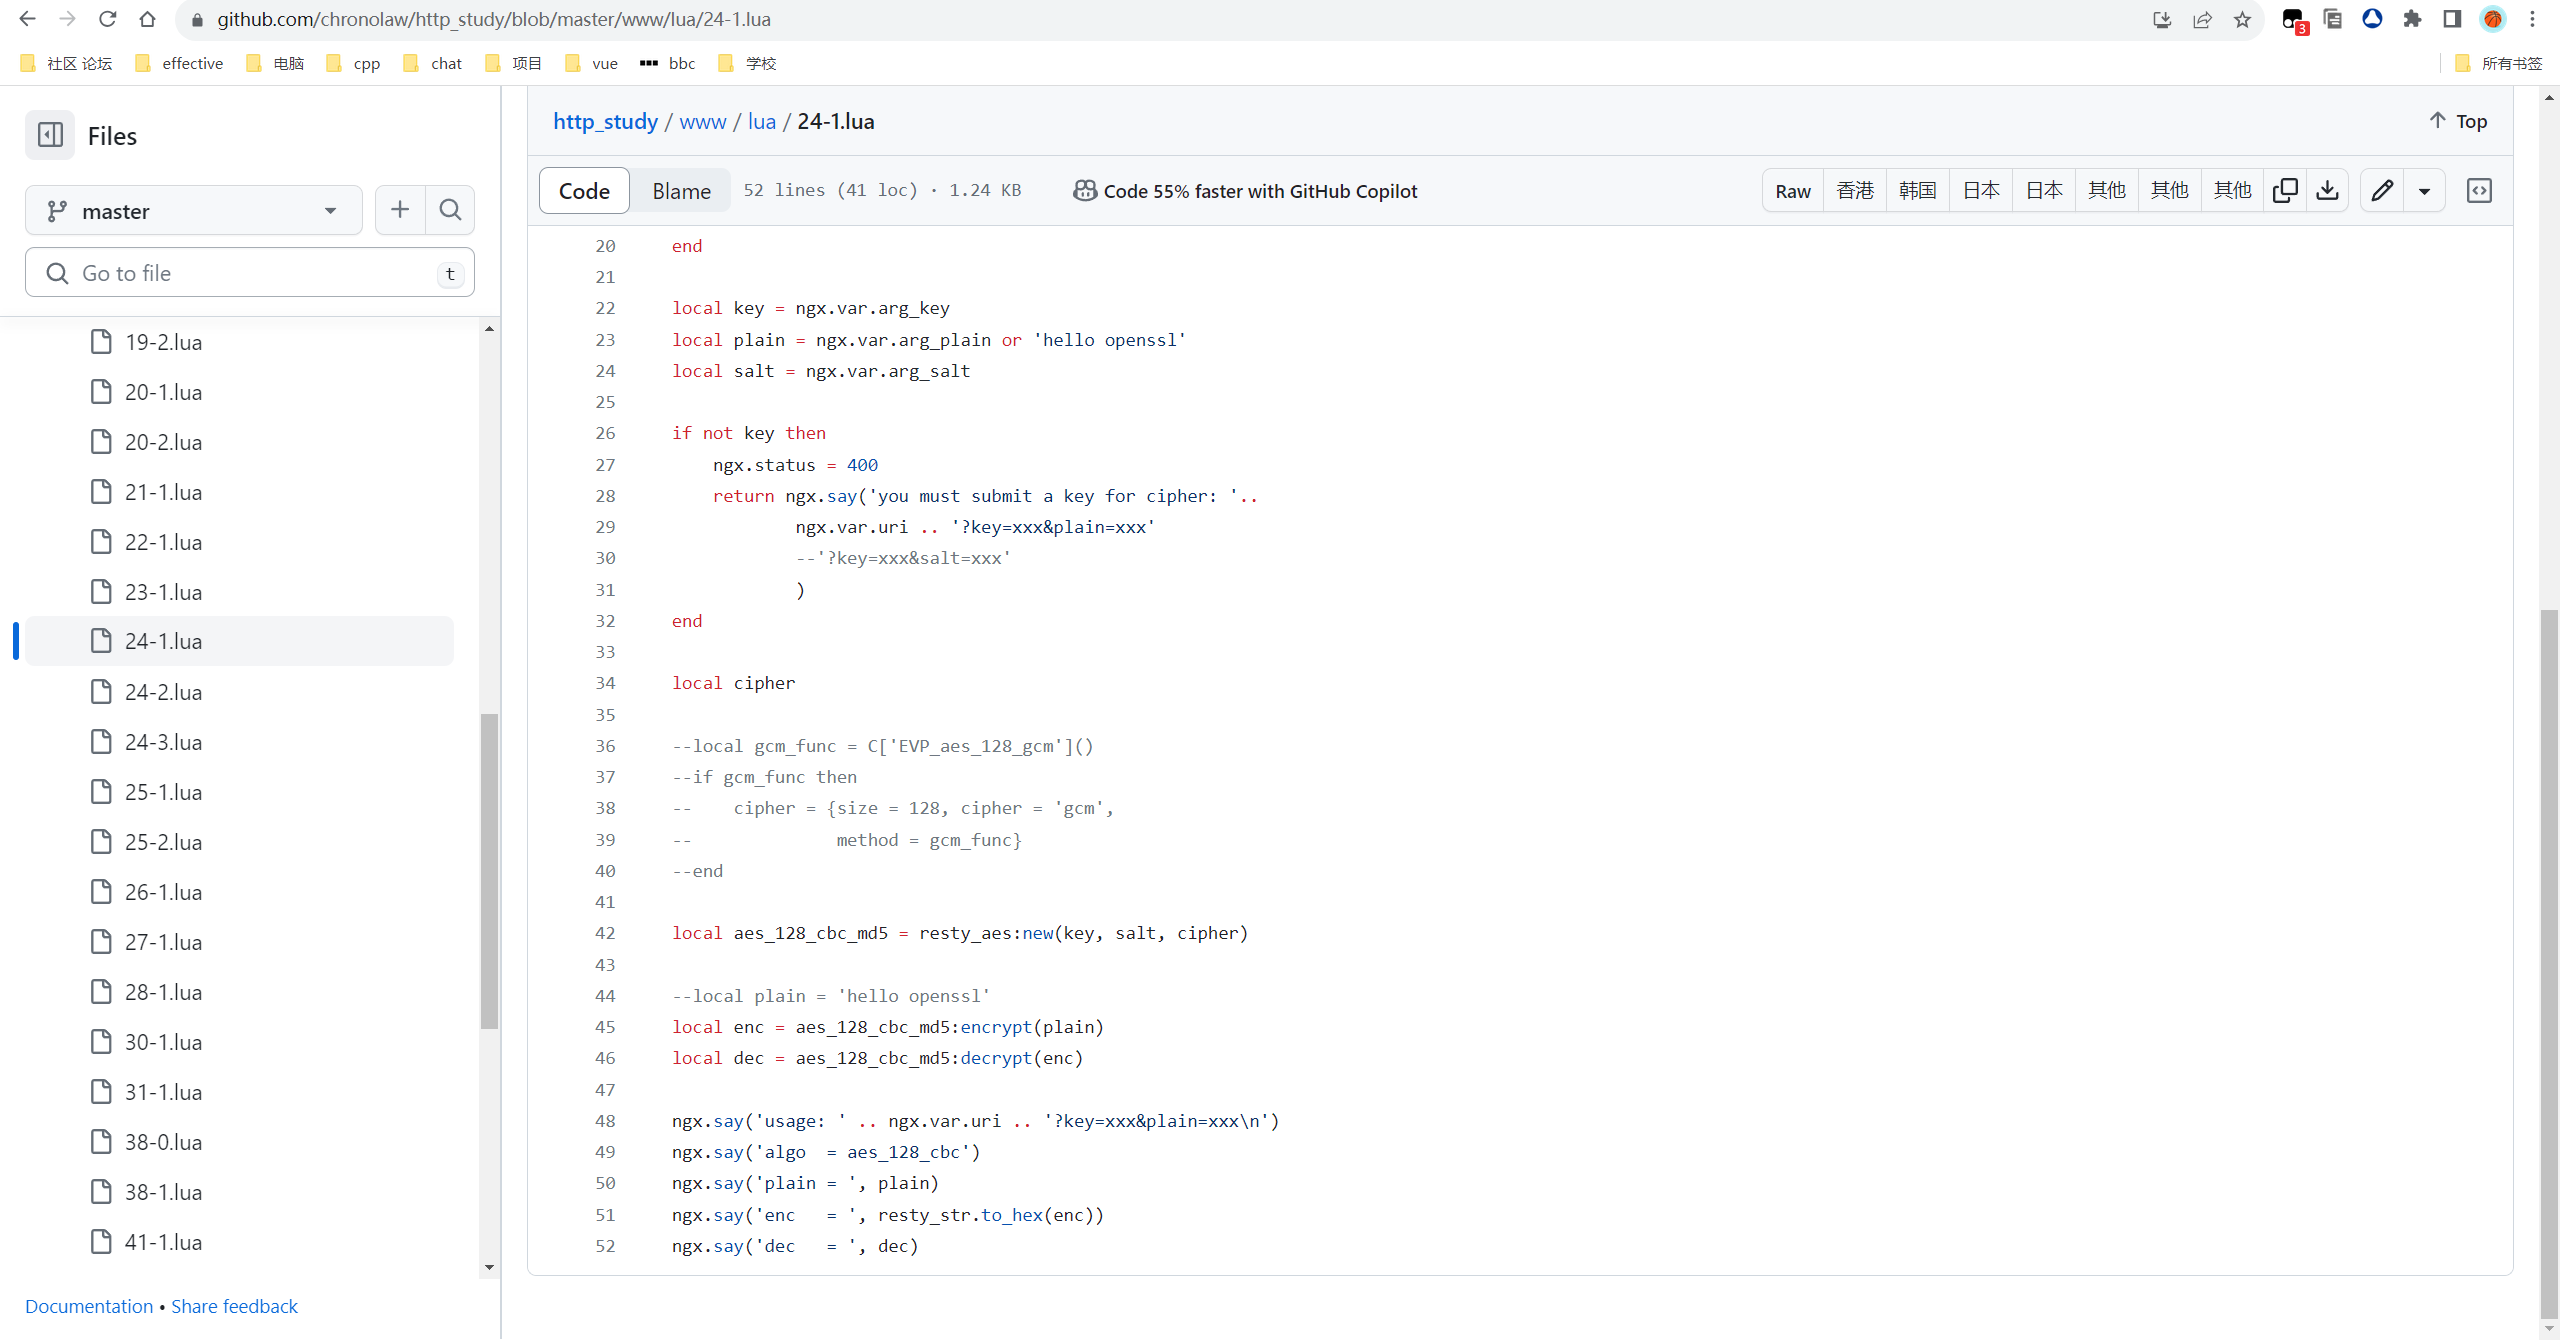 github.com/chronolaw/http_study/blob/master/www/lua/24-1.lua
3
社区 论坛 effective 电脑 cpp chat 项目 vue bbc 学校 所有书签
Files
master
Go to file t
19-2.lua
20-1.lua
20-2.lua
21-1.lua
22-1.lua
23-1.lua
24-1.lua
24-2.lua
24-3.lua
25-1.lua
25-2.lua
26-1.lua
27-1.lua
28-1.lua
30-1.lua
31-1.lua
38-0.lua
38-1.lua
41-1.lua
Documentation • Share feedback
http_study / www / lua / 24-1.lua Top
Code Blame 52 lines (41 loc) · 1.24 KB Code 55% faster with GitHub Copilot Raw 香港 韩国 日本 日本 其他 其他 其他
20 end
21
22 local key = ngx.var.arg_key
23 local plain = ngx.var.arg_plain or 'hello openssl'
24 local salt = ngx.var.arg_salt
25
26 if not key then
27     ngx.status = 400
28     return ngx.say('you must submit a key for cipher: '..
29             ngx.var.uri .. '?key=xxx&plain=xxx'
30             --'?key=xxx&salt=xxx'
31             )
32 end
33
34 local cipher
35
36 --local gcm_func = C['EVP_aes_128_gcm']()
37 --if gcm_func then
38 --    cipher = {size = 128, cipher = 'gcm',
39 --              method = gcm_func}
40 --end
41
42 local aes_128_cbc_md5 = resty_aes:new(key, salt, cipher)
43
44 --local plain = 'hello openssl'
45 local enc = aes_128_cbc_md5:encrypt(plain)
46 local dec = aes_128_cbc_md5:decrypt(enc)
47
48 ngx.say('usage: ' .. ngx.var.uri .. '?key=xxx&plain=xxx\n')
49 ngx.say('algo  = aes_128_cbc')
50 ngx.say('plain = ', plain)
51 ngx.say('enc   = ', resty_str.to_hex(enc))
52 ngx.say('dec   = ', dec)